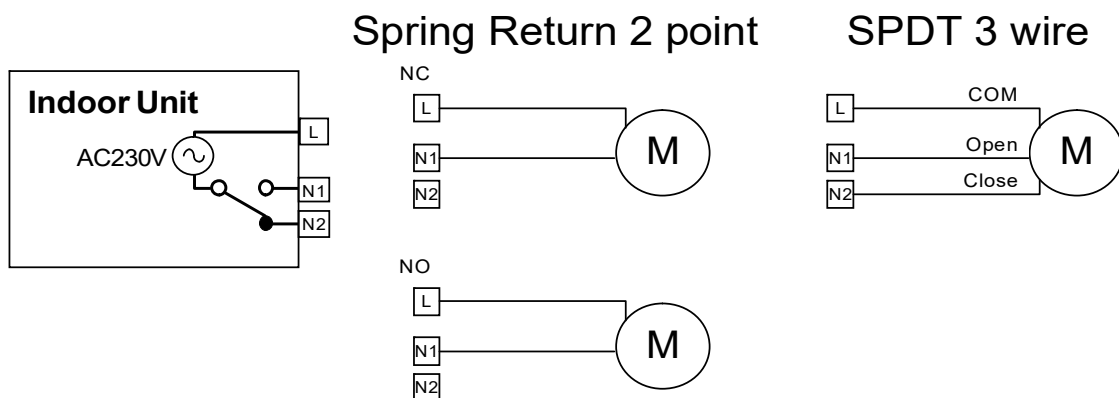 Spring Return 2 point
SPDT 3 wire
Indoor Unit
AC230V
L
N1
N2
NC
L
N1
N2
M
NO
L
N1
N2
M
L
N1
N2
COM
Open
Close
M